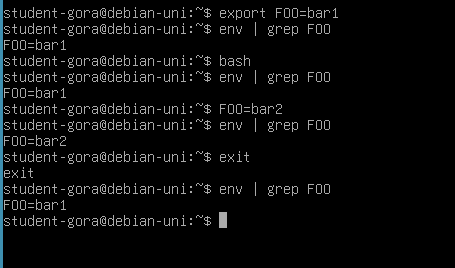 student-gora@debian-uni:~$ export FOO=bar1
student-gora@debian-uni:~$ env | grep FOO
FOO=bar1
student-gora@debian-uni:~$ bash
student-gora@debian-uni:~$ env | grep FOO
FOO=bar1
student-gora@debian-uni:~$ FOO=bar2
student-gora@debian-uni:~$ env | grep FOO
FOO=bar2
student-gora@debian-uni:~$ exit
exit
student-gora@debian-uni:~$ env | grep FOO
FOO=bar1
student-gora@debian-uni:~$